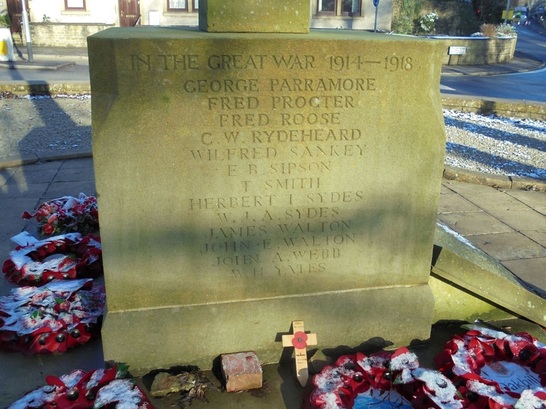 IN THE GREAT WAR 1914—1918
GEORGE PARRAMORE
FRED PROCTER
FRED ROOSE
C. W. RYDEHEARD
WILFRED SANKEY
E. B. SIPSON
T. SMITH
HERBERT I. SYDES
W. J. A. SYDES
JAMES WALTON
JOHN E. WALTON
JOHN A. WEBB
W. H. YATES